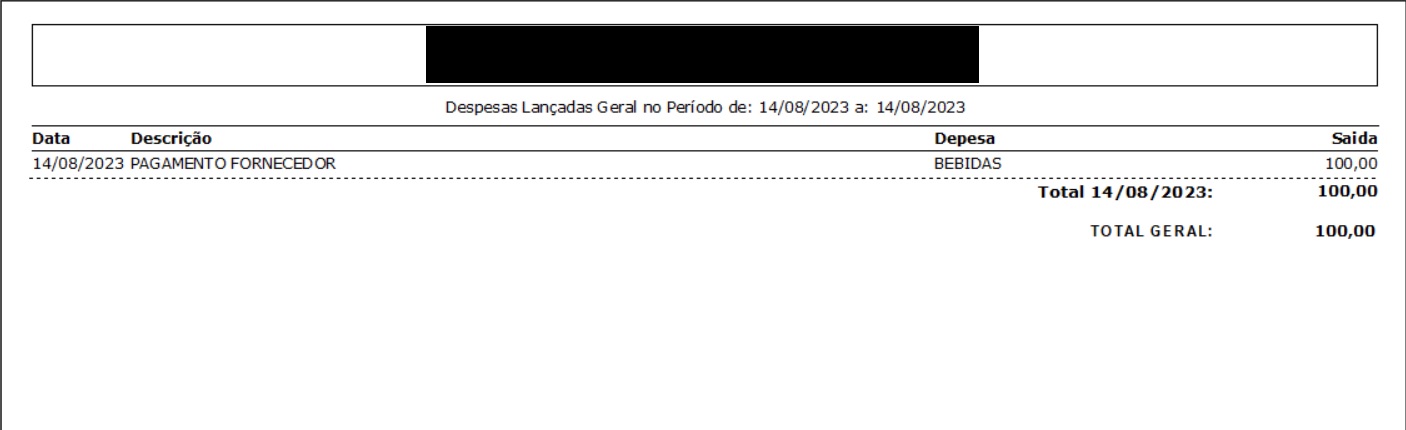 Despesas Lançadas Geral no Período de: 14/08/2023 a: 14/08/2023
Data Descrição Depesa Saida
14/08/2023 PAGAMENTO FORNECEDOR BEBIDAS 100,00
Total 14/08/2023: 100,00
TOTAL GERAL: 100,00